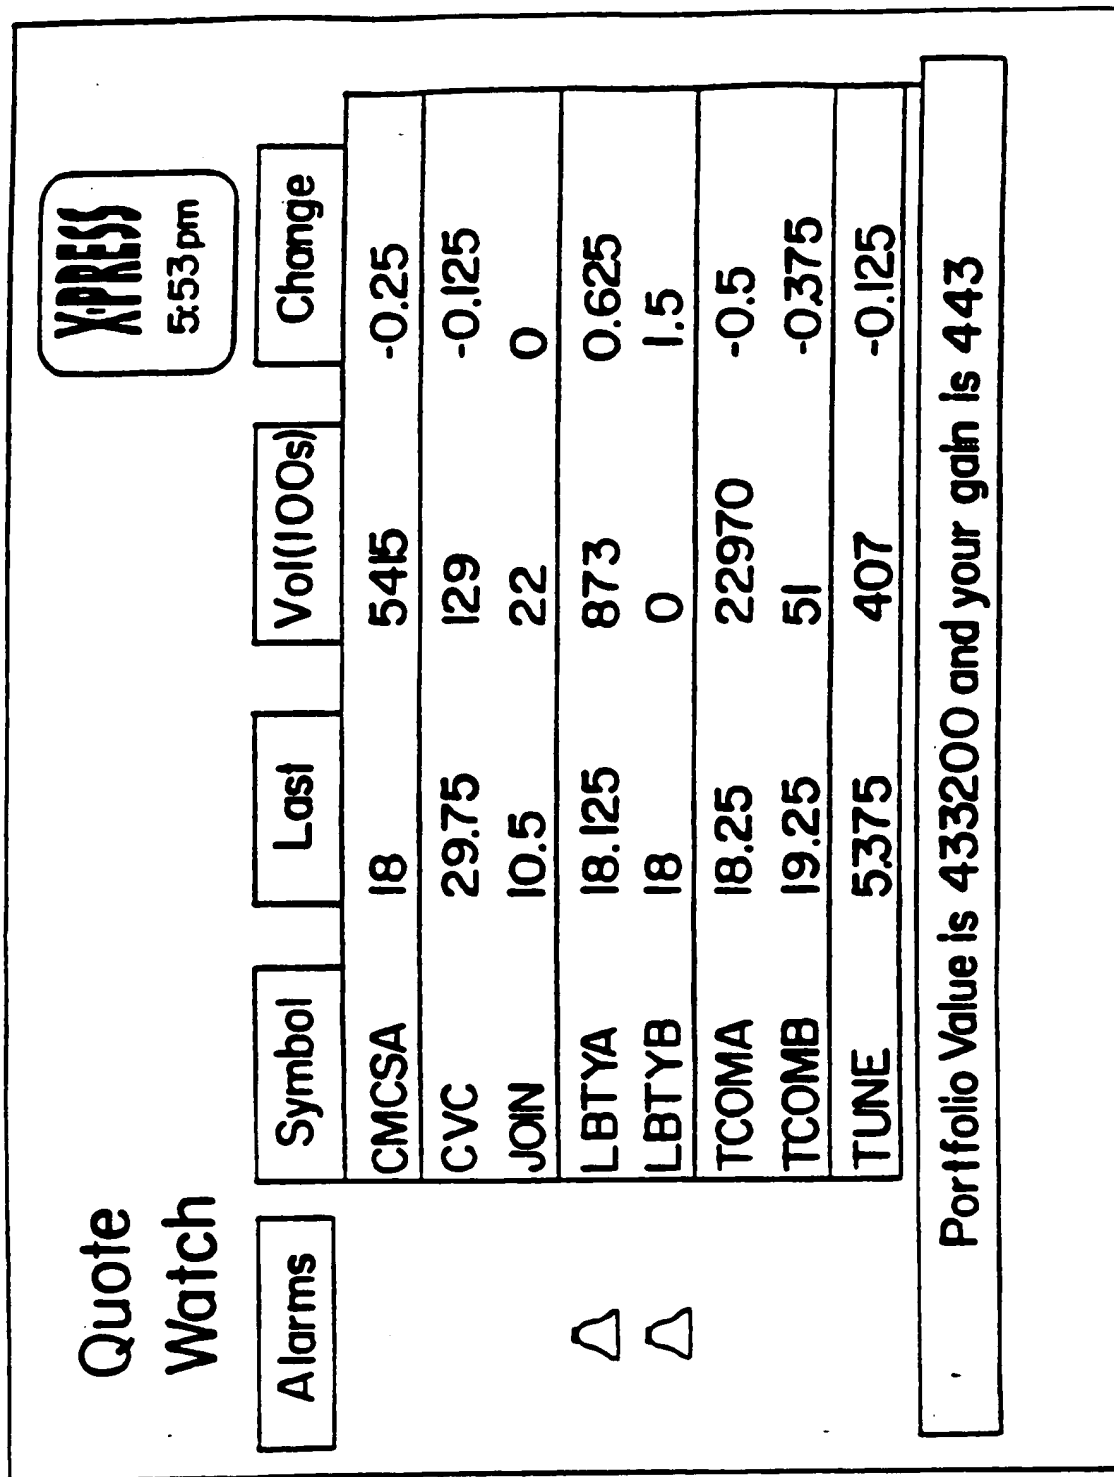 Quote
Watch
X·PRESS
5:53pm
Alarms Symbol Last Vol(100s) Change
CMCSA 18 5415 -0.25
CVC 29.75 129 -0.125
JOIN 10.5 22 0
LBTYA 18.125 873 0.625
LBTYB 18 0 1.5
TCOMA 18.25 22970 -0.5
TCOMB 19.25 51 -0.375
TUNE 5.375 407 -0.125
Portfolio Value is 433200 and your gain is 443